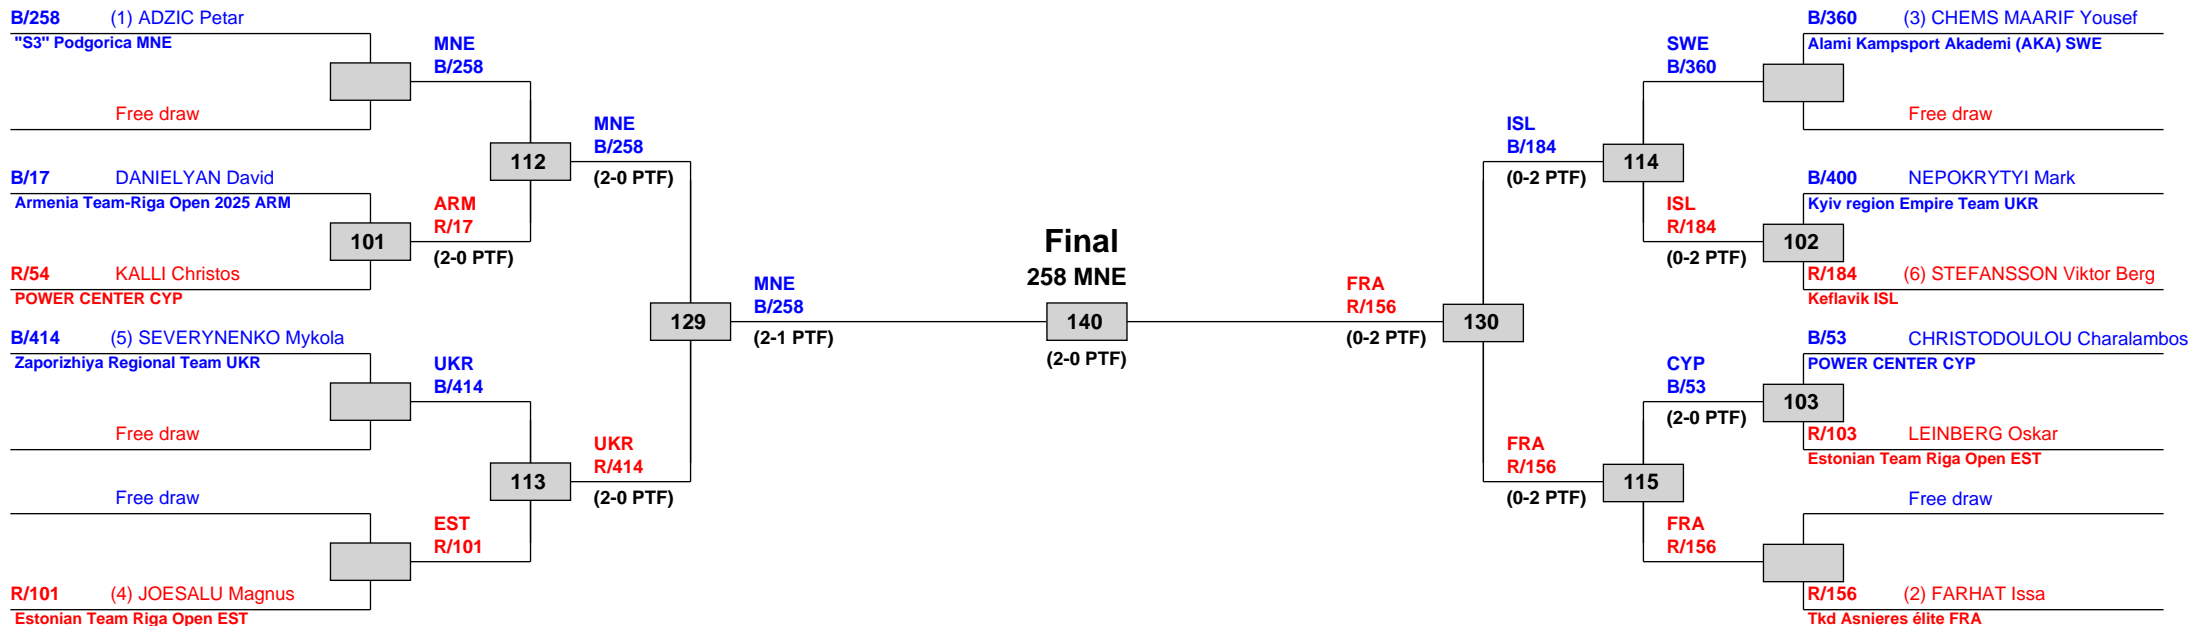 B/258 (1) ADZIC Petar
"S3" Podgorica MNE
Free draw
B/17 DANIELYAN David
Armenia Team-Riga Open 2025 ARM
R/54 KALLI Christos
POWER CENTER CYP
B/414 (5) SEVERYNENKO Mykola
Zaporizhiya Regional Team UKR
Free draw
Free draw
R/101 (4) JOESALU Magnus
Estonian Team Riga Open EST
101
MNE
B/258
ARM
R/17
(2-0 PTF)
UKR
B/414
EST
R/101
112
113
MNE
B/258
(2-0 PTF)
UKR
R/414
(2-0 PTF)
129
MNE
B/258
(2-1 PTF)
Final
258 MNE
140
(2-0 PTF)
FRA
R/156
(0-2 PTF)
130
ISL
B/184
(0-2 PTF)
FRA
R/156
(0-2 PTF)
114
115
SWE
B/360
ISL
R/184
(0-2 PTF)
CYP
B/53
(2-0 PTF)
FRA
R/156
102
103
B/360 (3) CHEMS MAARIF Yousef
Alami Kampsport Akademi (AKA) SWE
Free draw
B/400 NEPOKRYTYI Mark
Kyiv region Empire Team UKR
R/184 (6) STEFANSSON Viktor Berg
Keflavik ISL
B/53 CHRISTODOULOU Charalambos
POWER CENTER CYP
R/103 LEINBERG Oskar
Estonian Team Riga Open EST
Free draw
R/156 (2) FARHAT Issa
Tkd Asnieres élite FRA